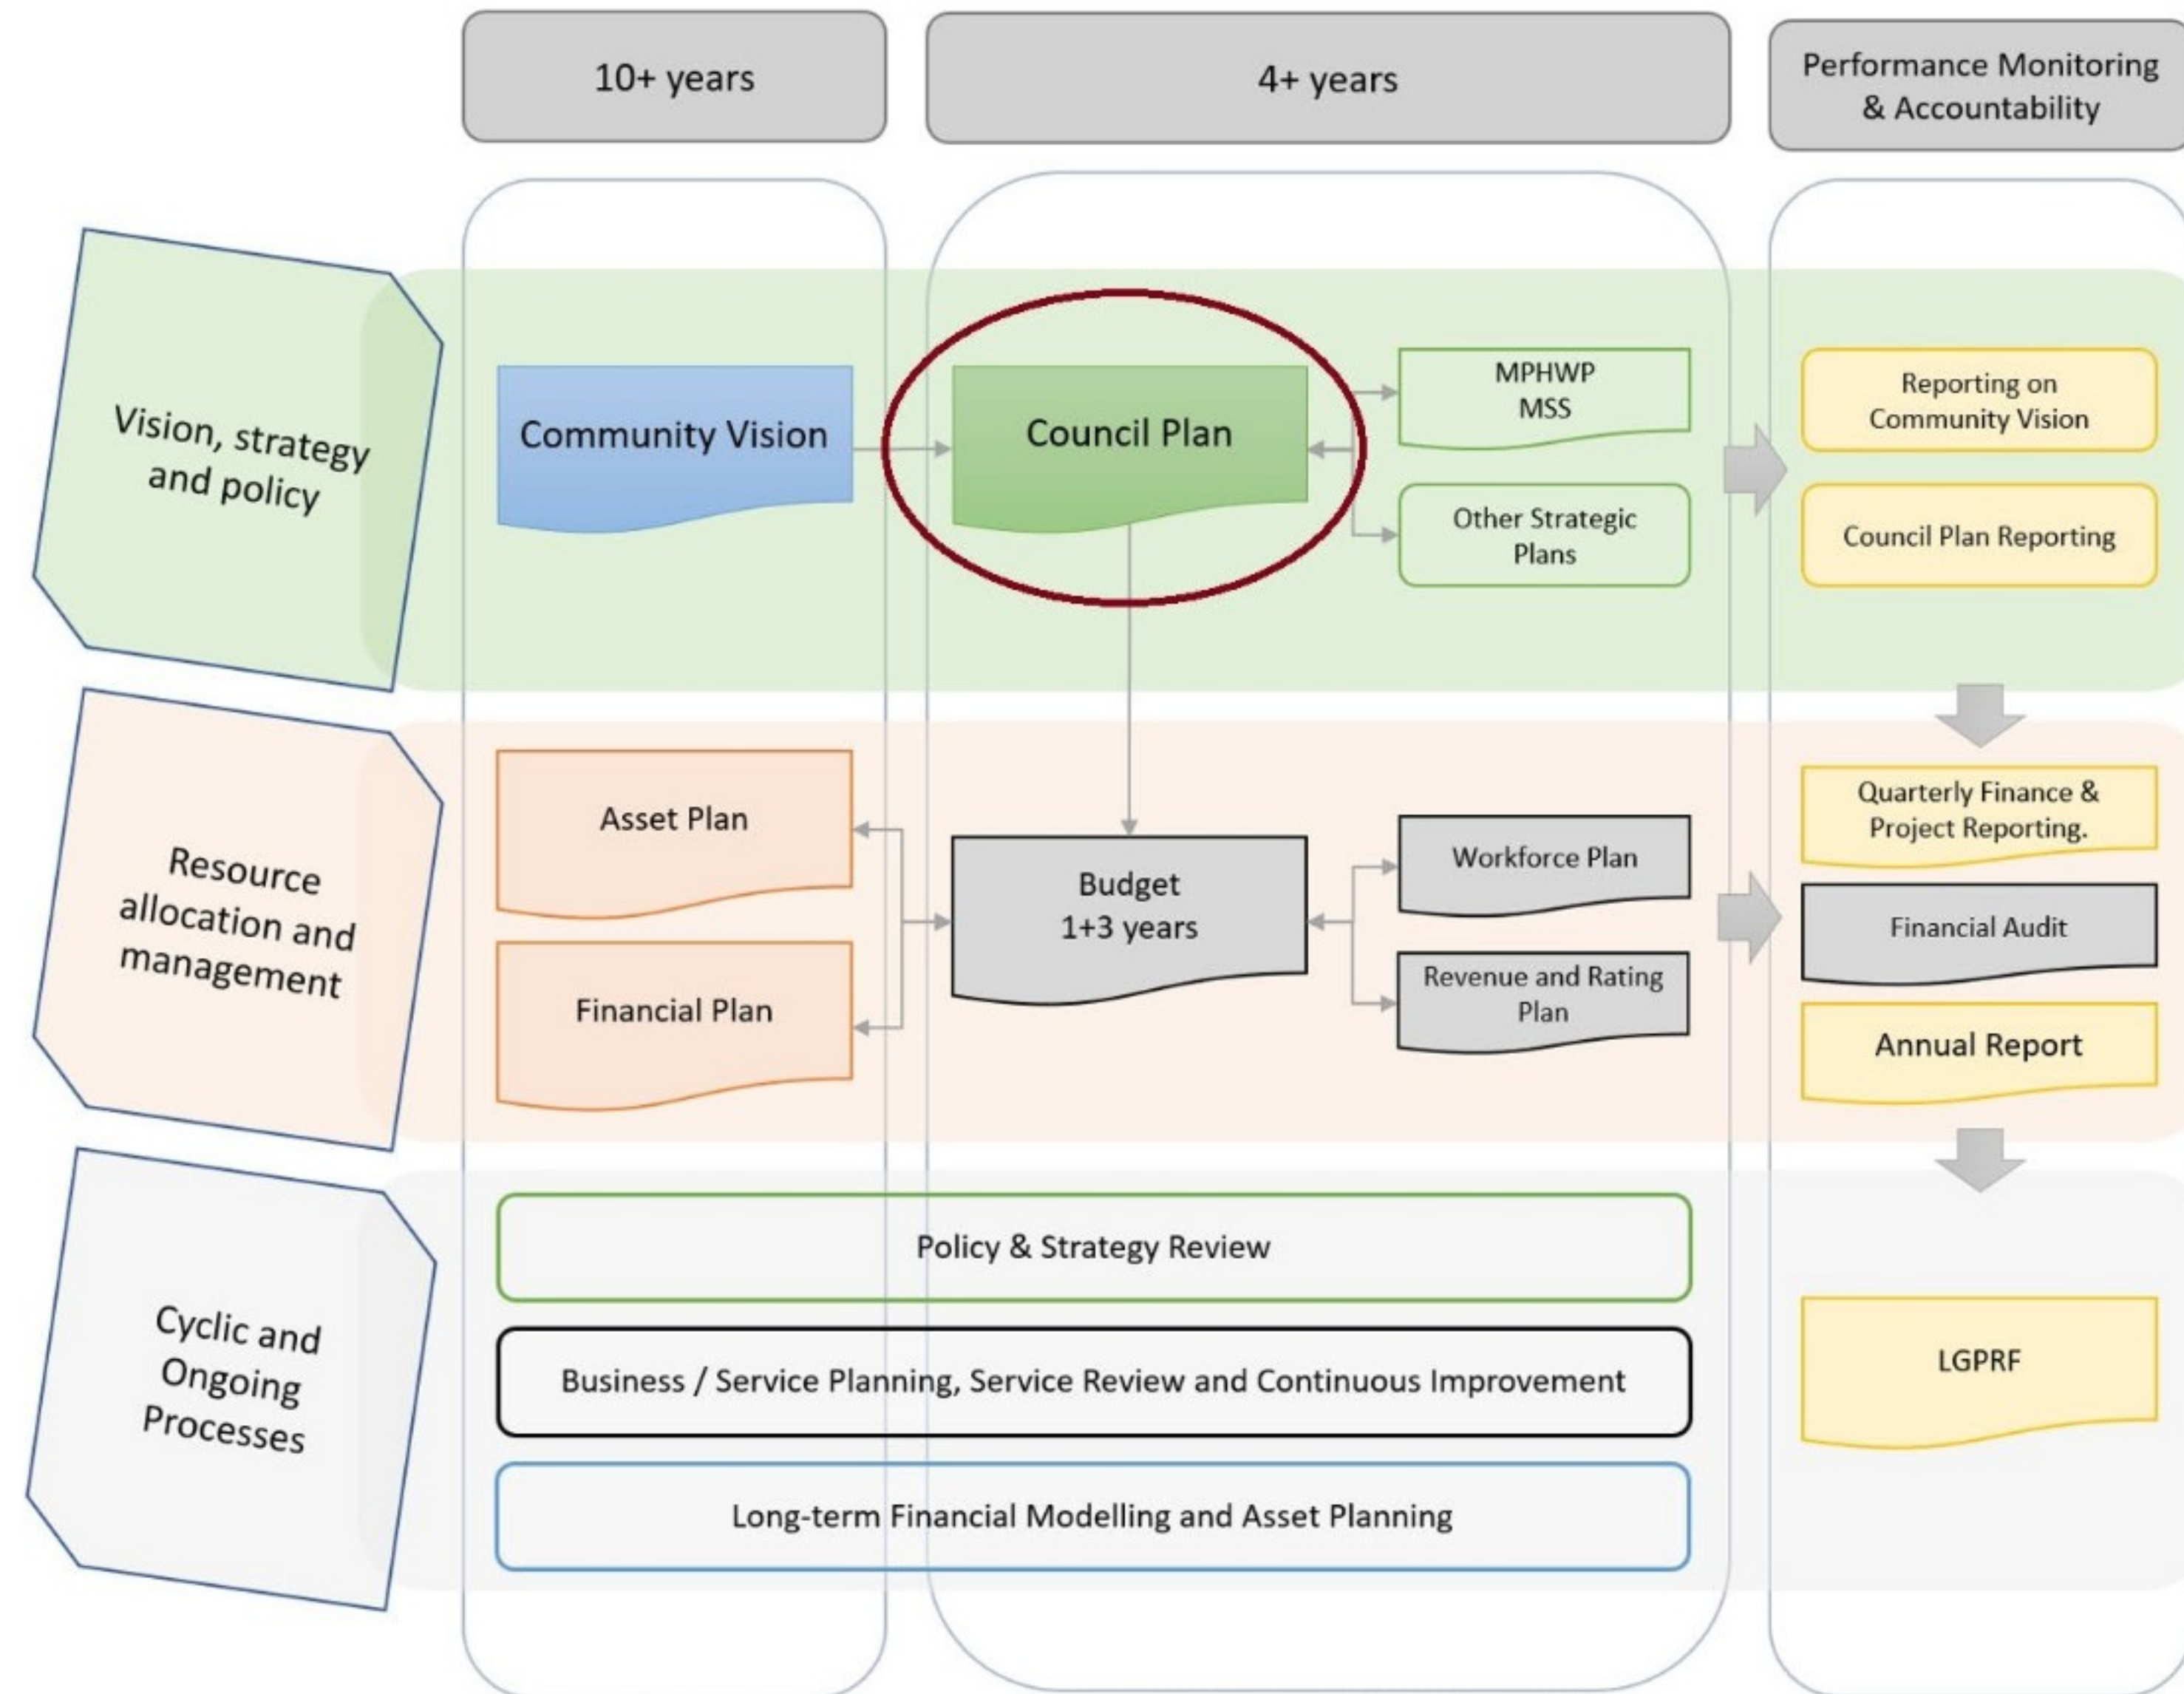 10+ years
4+ years
Performance Monitoring
& Accountability
Vision, strategy
and policy
Community Vision
Council Plan
MPHWP
MSS
Other Strategic
Plans
Reporting on
Community Vision
Council Plan Reporting
Resource
allocation and
management
Asset Plan
Financial Plan
Budget
1+3 years
Workforce Plan
Revenue and Rating
Plan
Quarterly Finance &
Project Reporting.
Financial Audit
Annual Report
Cyclic and
Ongoing
Processes
Policy & Strategy Review
Business / Service Planning, Service Review and Continuous Improvement
Long-term Financial Modelling and Asset Planning
LGPRF